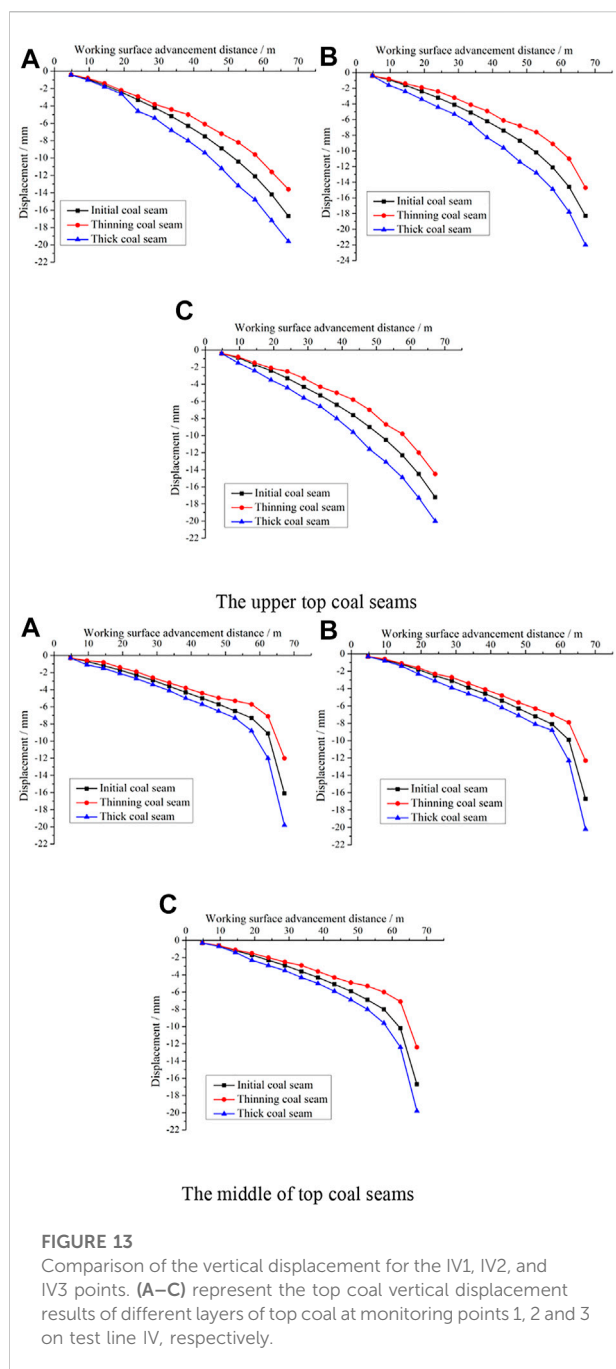 A
Working surface advancement distance / m
0 10 20 30 40 50 60 70
0
-2
-4
-6
-8
-10
-12
-14
-16
-18
-20
-22
Displacement / mm
Initial coal seam
Thinning coal seam
Thick coal seam
B
Working surface advancement distance / m
0 10 20 30 40 50 60 70
0
-2
-4
-6
-8
-10
-12
-14
-16
-18
-20
-22
-24
Displacement / mm
Initial coal seam
Thinning coal seam
Thick coal seam
C
Working surface advancement distance / m
0 10 20 30 40 50 60 70
0
-2
-4
-6
-8
-10
-12
-14
-16
-18
-20
-22
Displacement / mm
Initial coal seam
Thinning coal seam
Thick coal seam
The upper top coal seams
A
Working surface advancement distance / m
0 10 20 30 40 50 60 70
0
-2
-4
-6
-8
-10
-12
-14
-16
-18
-20
-22
Displacement / mm
Initial coal seam
Thinning coal seam
Thick coal seam
B
Working surface advancement distance / m
0 10 20 30 40 50 60 70
0
-2
-4
-6
-8
-10
-12
-14
-16
-18
-20
-22
Displacement / mm
Initial coal seam
Thinning coal seam
Thick coal seam
C
Working surface advancement distance / m
0 10 20 30 40 50 60 70
0
-2
-4
-6
-8
-10
-12
-14
-16
-18
-20
-22
Displacement / mm
Initial coal seam
Thinning coal seam
Thick coal seam
The middle of top coal seams
FIGURE 13
Comparison of the vertical displacement for the IV1, IV2, and
IV3 points. (A–C) represent the top coal vertical displacement
results of different layers of top coal at monitoring points 1, 2 and 3
on test line IV, respectively.